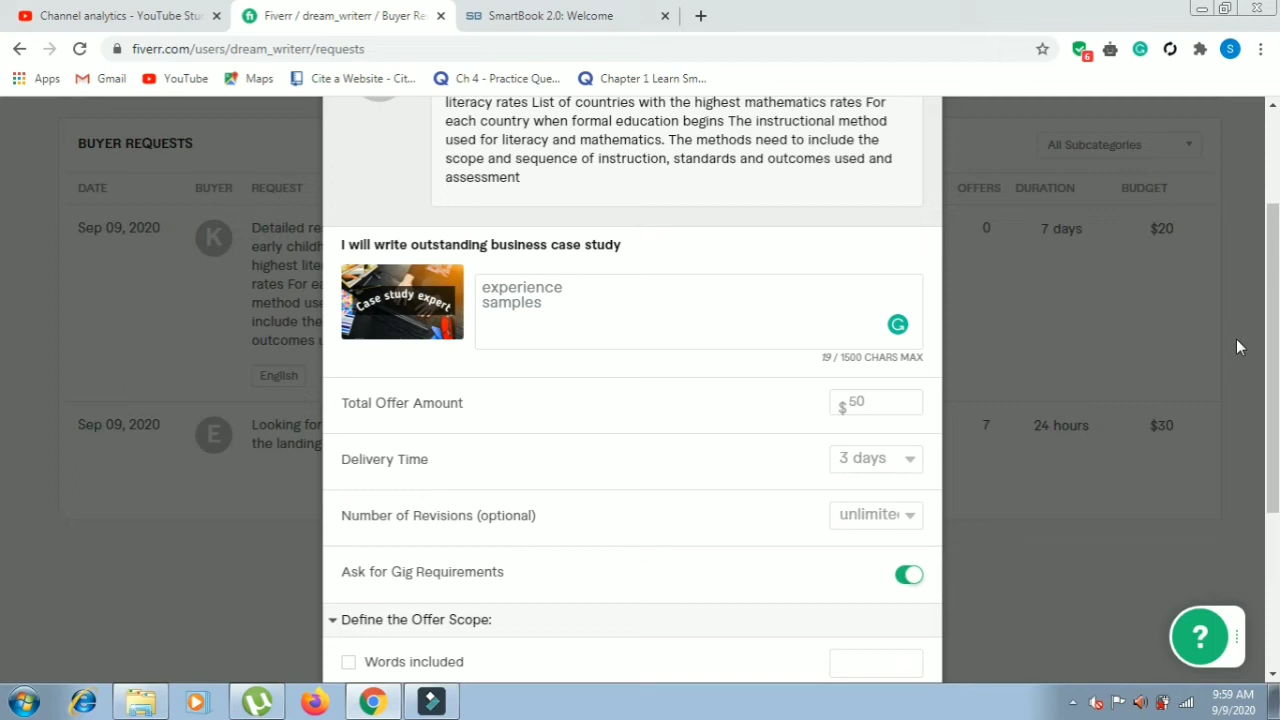 Channel analytics - YouTube Stu
Fiverr / dream_writerr / Buyer Re
SB SmartBook 2.0: Welcome
fiverr.com/users/dream_writerr/requests
6
S
Apps
Gmail
YouTube
Maps
Cite a Website - Cit...
Ch 4 - Practice Que...
Chapter 1 Learn Sm...
literacy rates List of countries with the highest mathematics rates For
each country when formal education begins The instructional method
used for literacy and mathematics. The methods need to include the
scope and sequence of instruction, standards and outcomes used and
assessment
BUYER REQUESTS
All Subcategories
DATE BUYER REQUEST OFFERS DURATION BUDGET
Sep 09, 2020 K Detailed re 0 7 days $20
early childh
highest lite
rates For ea
method use
include the
outcomes u
English
Sep 09, 2020 E Looking for 7 24 hours $30
the landing
I will write outstanding business case study
Case study expert
experience
samples
19 / 1500 CHARS MAX
Total Offer Amount $ 50
Delivery Time 3 days
Number of Revisions (optional) unlimite
Ask for Gig Requirements
Define the Offer Scope:
Words included
?
9:59 AM
9/9/2020